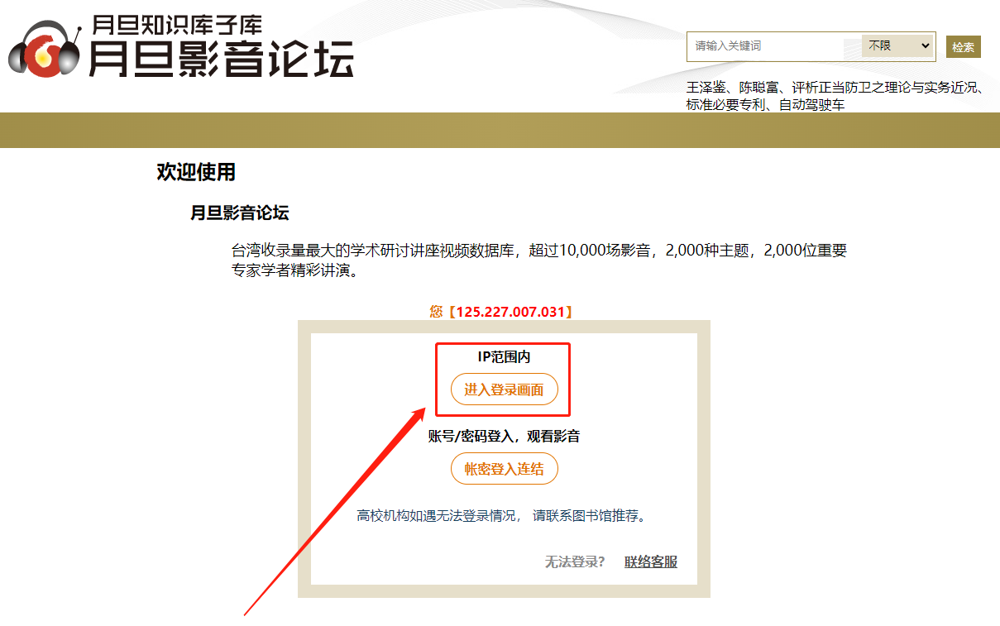 月旦知识库子库
月旦影音论坛
请输入关键词
不限
检索
王泽鉴、陈聪富、评析正当防卫之理论与实务近况、
标准必要专利、自动驾驶车
欢迎使用
月旦影音论坛
台湾收录量最大的学术研讨讲座视频数据库，超过10,000场影音，2,000种主题，2,000位重要
专家学者精彩讲演。
您【125.227.007.031】
IP范围内
进入登录画面
账号/密码登入，观看影音
帐密登入连结
高校机构如遇无法登录情况， 请联系图书馆推荐。
无法登录? 联络客服